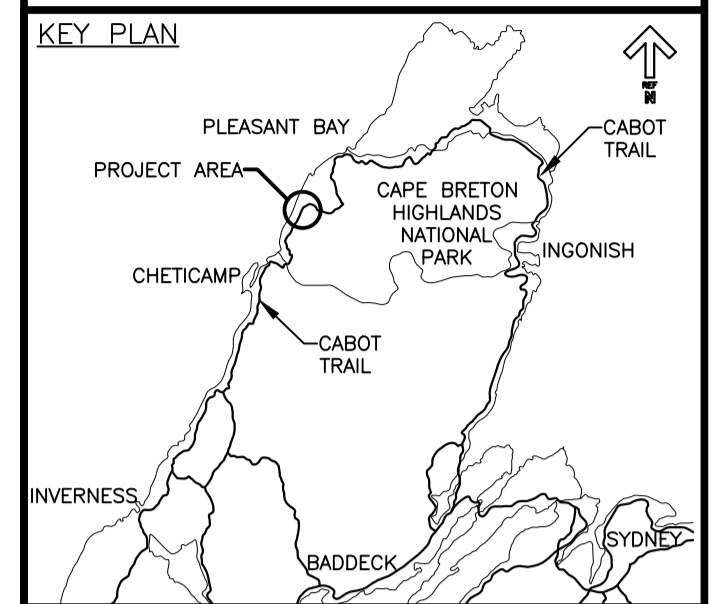 KEY PLAN
REF
N
PLEASANT BAY
CABOT
TRAIL
PROJECT AREA
CAPE BRETON
HIGHLANDS
NATIONAL
PARK
INGONISH
CHETICAMP
CABOT
TRAIL
INVERNESS
BADDECK
SYDNEY